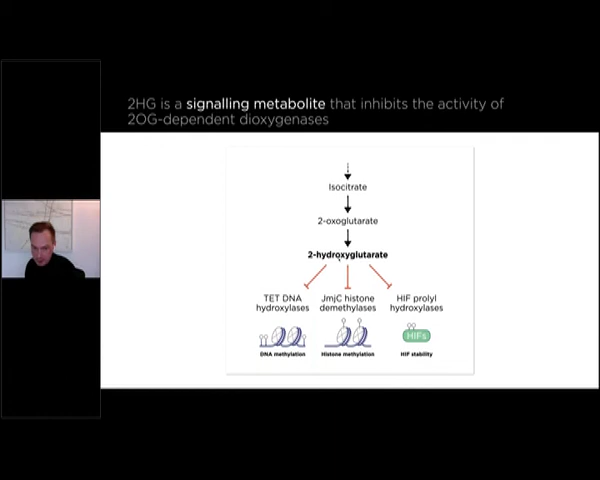 2HG is a signalling metabolite that inhibits the activity of
2OG-dependent dioxygenases
Isocitrate
2-oxoglutarate
2-hydroxyglutarate
TET DNA
hydroxylases
JmjC histone
demethylases
HIF prolyl
hydroxylases
HIFs
DNA methylation
Histone methylation
HIF stability